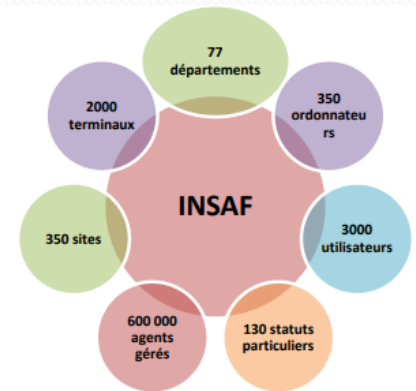 77
départements
350
ordonnateu
rs
3000
utilisateurs
130 statuts
particuliers
600 000
agents
gérés
350 sites
2000
terminaux
INSAF